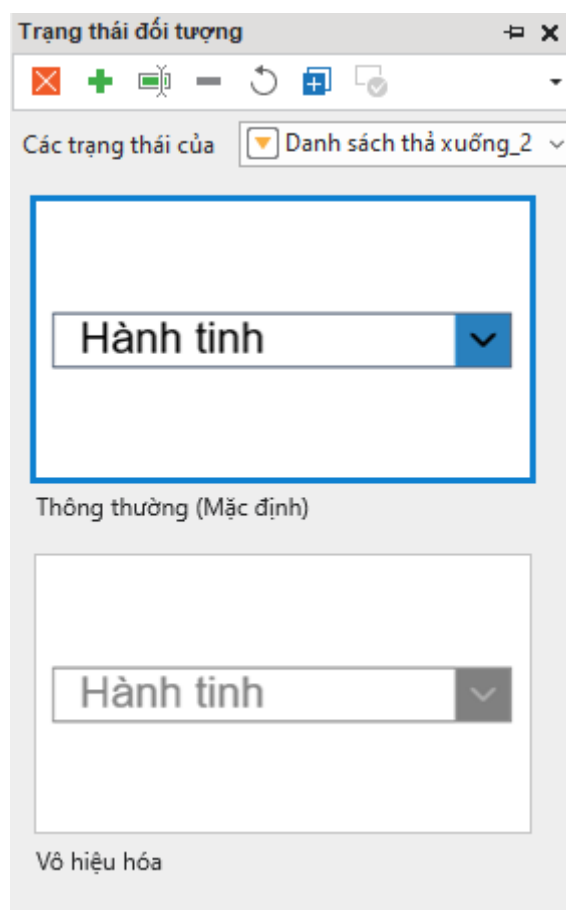 Trạng thái đối tượng
Các trạng thái của Danh sách thả xuống_2
Hành tinh
Thông thường (Mặc định)
Hành tinh
Vô hiệu hóa